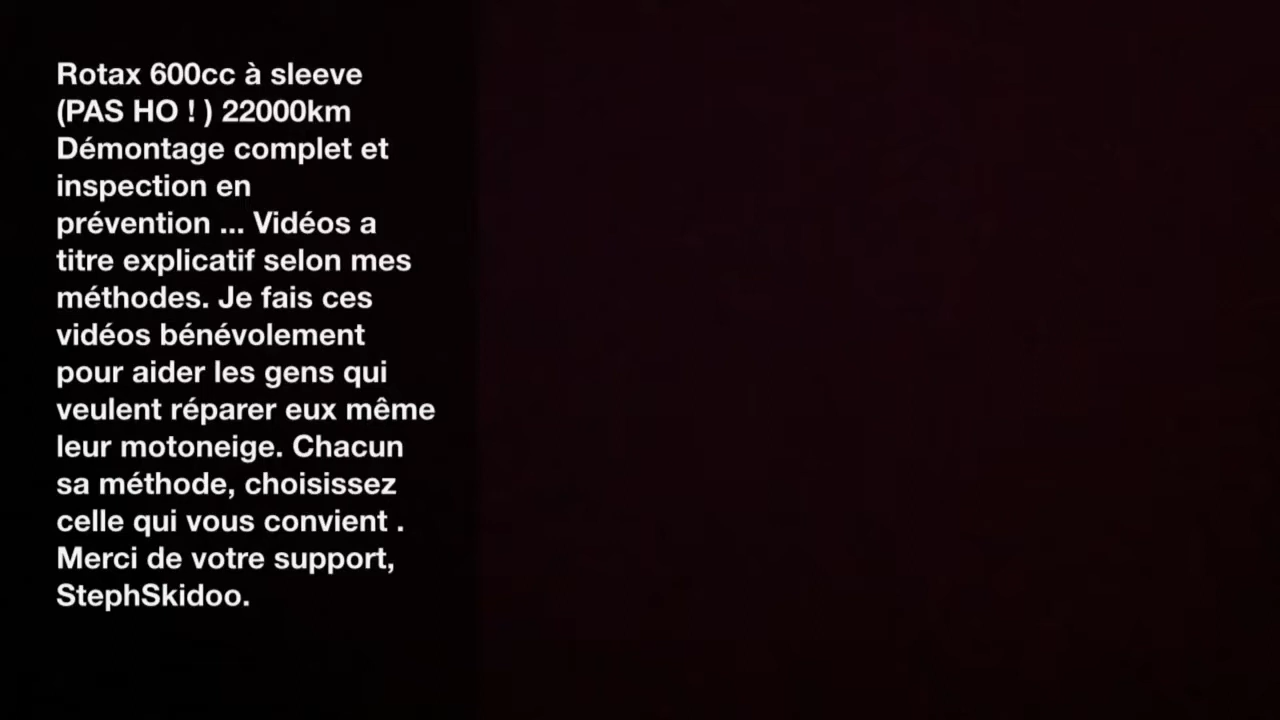 Rotax 600cc à sleeve
(PAS HO ! ) 22000km
Démontage complet et
inspection en
prévention ... Vidéos a
titre explicatif selon mes
méthodes. Je fais ces
vidéos bénévolement
pour aider les gens qui
veulent réparer eux même
leur motoneige. Chacun
sa méthode, choisissez
celle qui vous convient .
Merci de votre support,
StephSkidoo.